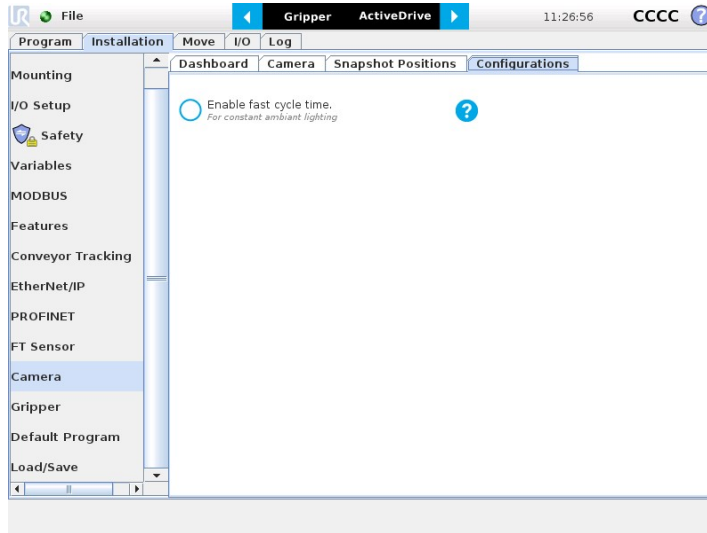 UR File Gripper ActiveDrive 11:26:56 CCCC ?
Program Installation Move I/O Log
Dashboard Camera Snapshot Positions Configurations
Mounting
I/O Setup
Safety
Variables
MODBUS
Features
Conveyor Tracking
EtherNet/IP
PROFINET
FT Sensor
Camera
Gripper
Default Program
Load/Save
Enable fast cycle time. ?
For constant ambiant lighting